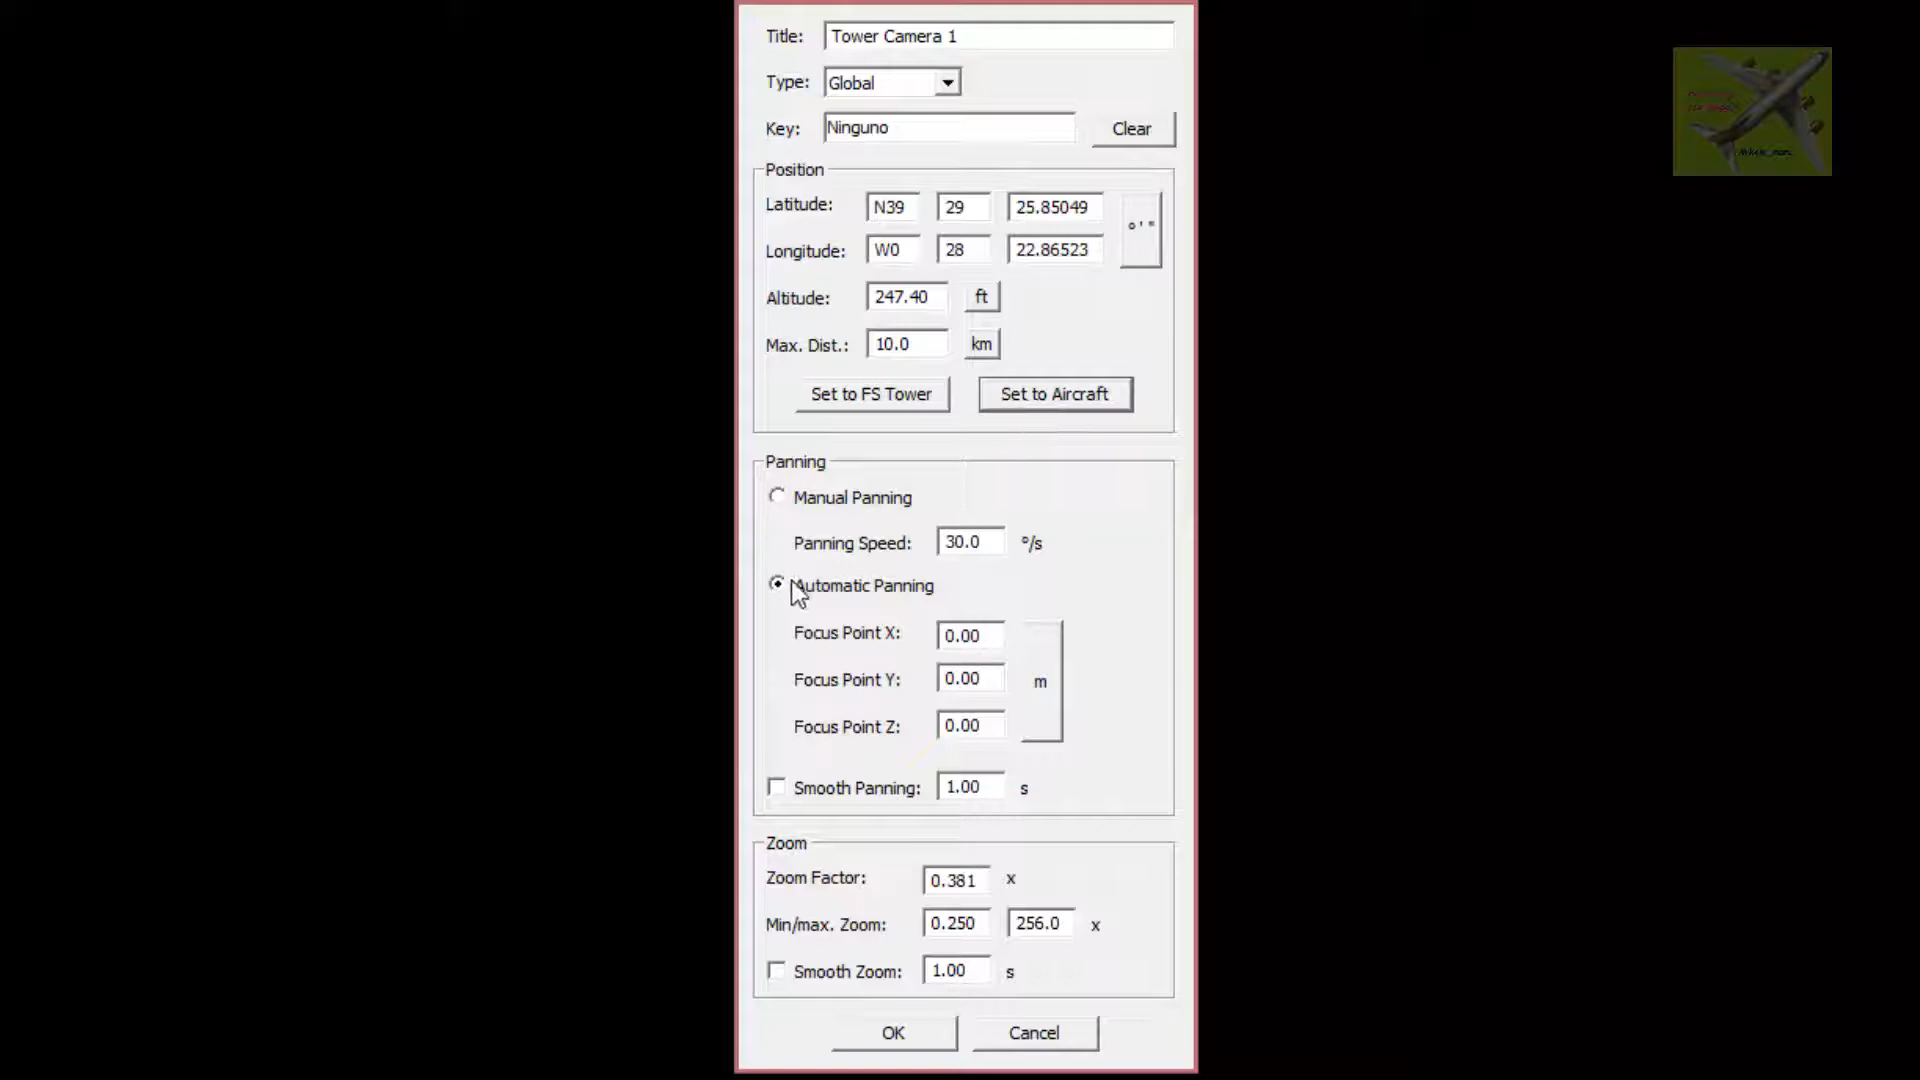 Title: Tower Camera 1
Type: Global
Key: Ninguno Clear
Position
Latitude: N39 29 25.85049 ° ' "
Longitude: W0 28 22.86523
Altitude: 247.40 ft
Max. Dist.: 10.0 km
Set to FS Tower Set to Aircraft
Panning
Manual Panning
Panning Speed: 30.0 º/s
Automatic Panning
Focus Point X: 0.00
Focus Point Y: 0.00 m
Focus Point Z: 0.00
Smooth Panning: 1.00 s
Zoom
Zoom Factor: 0.381 x
Min/max. Zoom: 0.250 256.0 x
Smooth Zoom: 1.00 s
OK Cancel